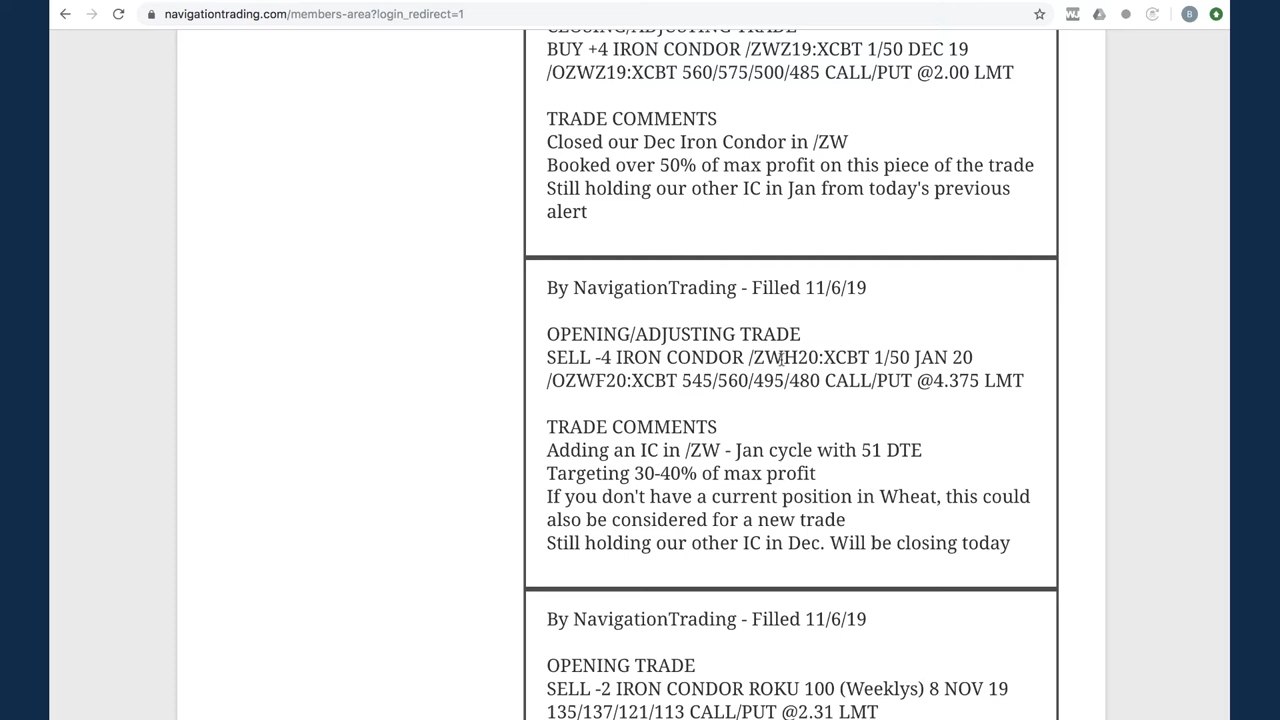 navigationtrading.com/members-area?login_redirect=1
B
CLOSING/ADJUSTING TRADE
BUY +4 IRON CONDOR /ZWZ19:XCBT 1/50 DEC 19
/OZWZ19:XCBT 560/575/500/485 CALL/PUT @2.00 LMT
TRADE COMMENTS
Closed our Dec Iron Condor in /ZW
Booked over 50% of max profit on this piece of the trade
Still holding our other IC in Jan from today's previous
alert
By NavigationTrading - Filled 11/6/19
OPENING/ADJUSTING TRADE
SELL -4 IRON CONDOR /ZWH20:XCBT 1/50 JAN 20
/OZWF20:XCBT 545/560/495/480 CALL/PUT @4.375 LMT
TRADE COMMENTS
Adding an IC in /ZW - Jan cycle with 51 DTE
Targeting 30-40% of max profit
If you don't have a current position in Wheat, this could
also be considered for a new trade
Still holding our other IC in Dec. Will be closing today
By NavigationTrading - Filled 11/6/19
OPENING TRADE
SELL -2 IRON CONDOR ROKU 100 (Weeklys) 8 NOV 19
135/137/121/113 CALL/PUT @2.31 LMT